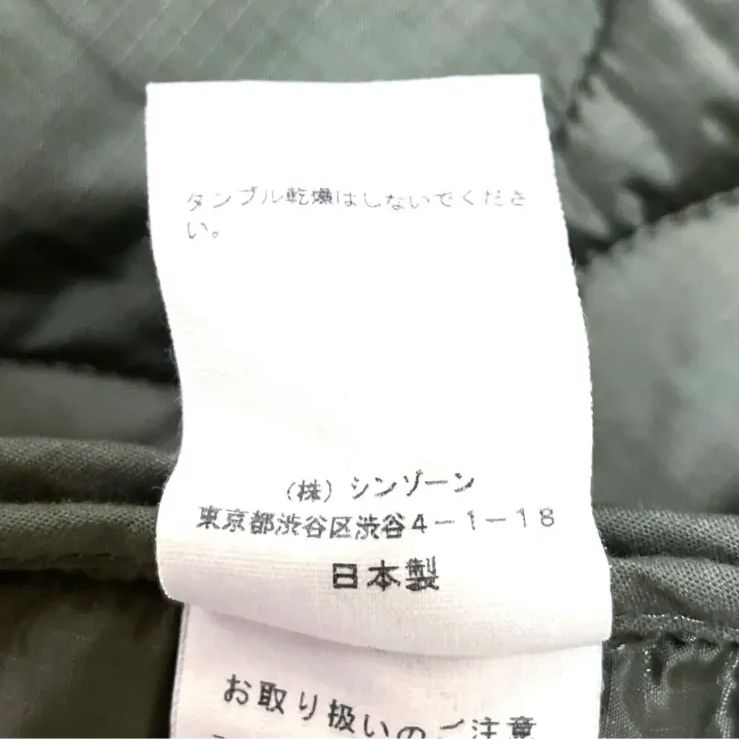 タンブル乾燥はしないでくださ
い。
(株)シンゾーン
東京都渋谷区渋谷4-1-18
日本製
お取り扱いのご注意